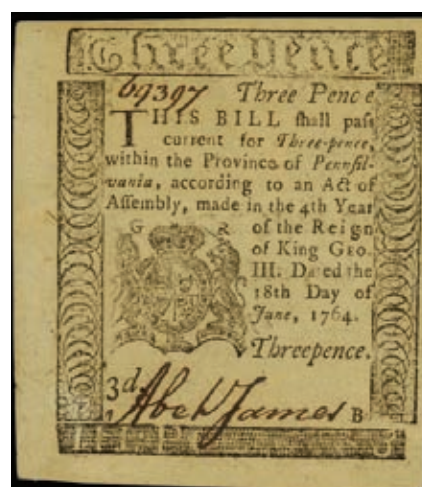 Three Pence
69397 Three Pence
THIS BILL ſhall paſs
current for Three-pence,
within the Province of Pennſil-
vania, according to an Act of
Aſſembly, made in the 4th Year
G R of the Reign
of King GEO.
III. Dated the
18th Day of
June, 1764.
Threepence.
3d.
Abel James B